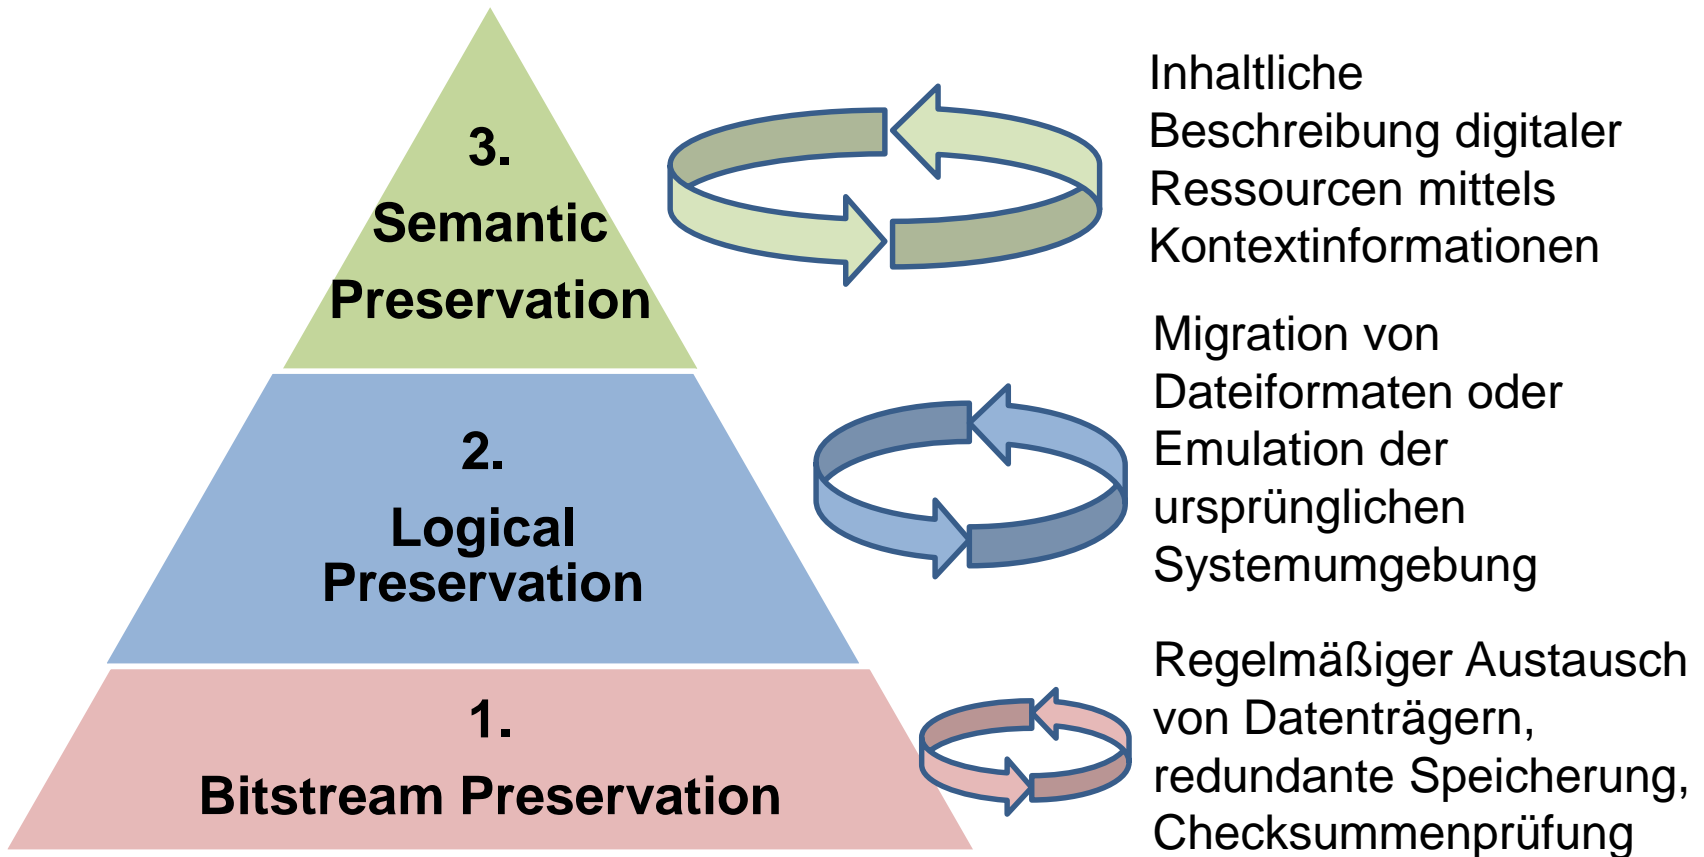 3.
Semantic
Preservation
Inhaltliche
Beschreibung digitaler
Ressourcen mittels
Kontextinformationen
2.
Logical
Preservation
Migration von
Dateiformaten oder
Emulation der
ursprünglichen
Systemumgebung
1.
Bitstream Preservation
Regelmäßiger Austausch
von Datenträgern,
redundante Speicherung,
Checksummenprüfung